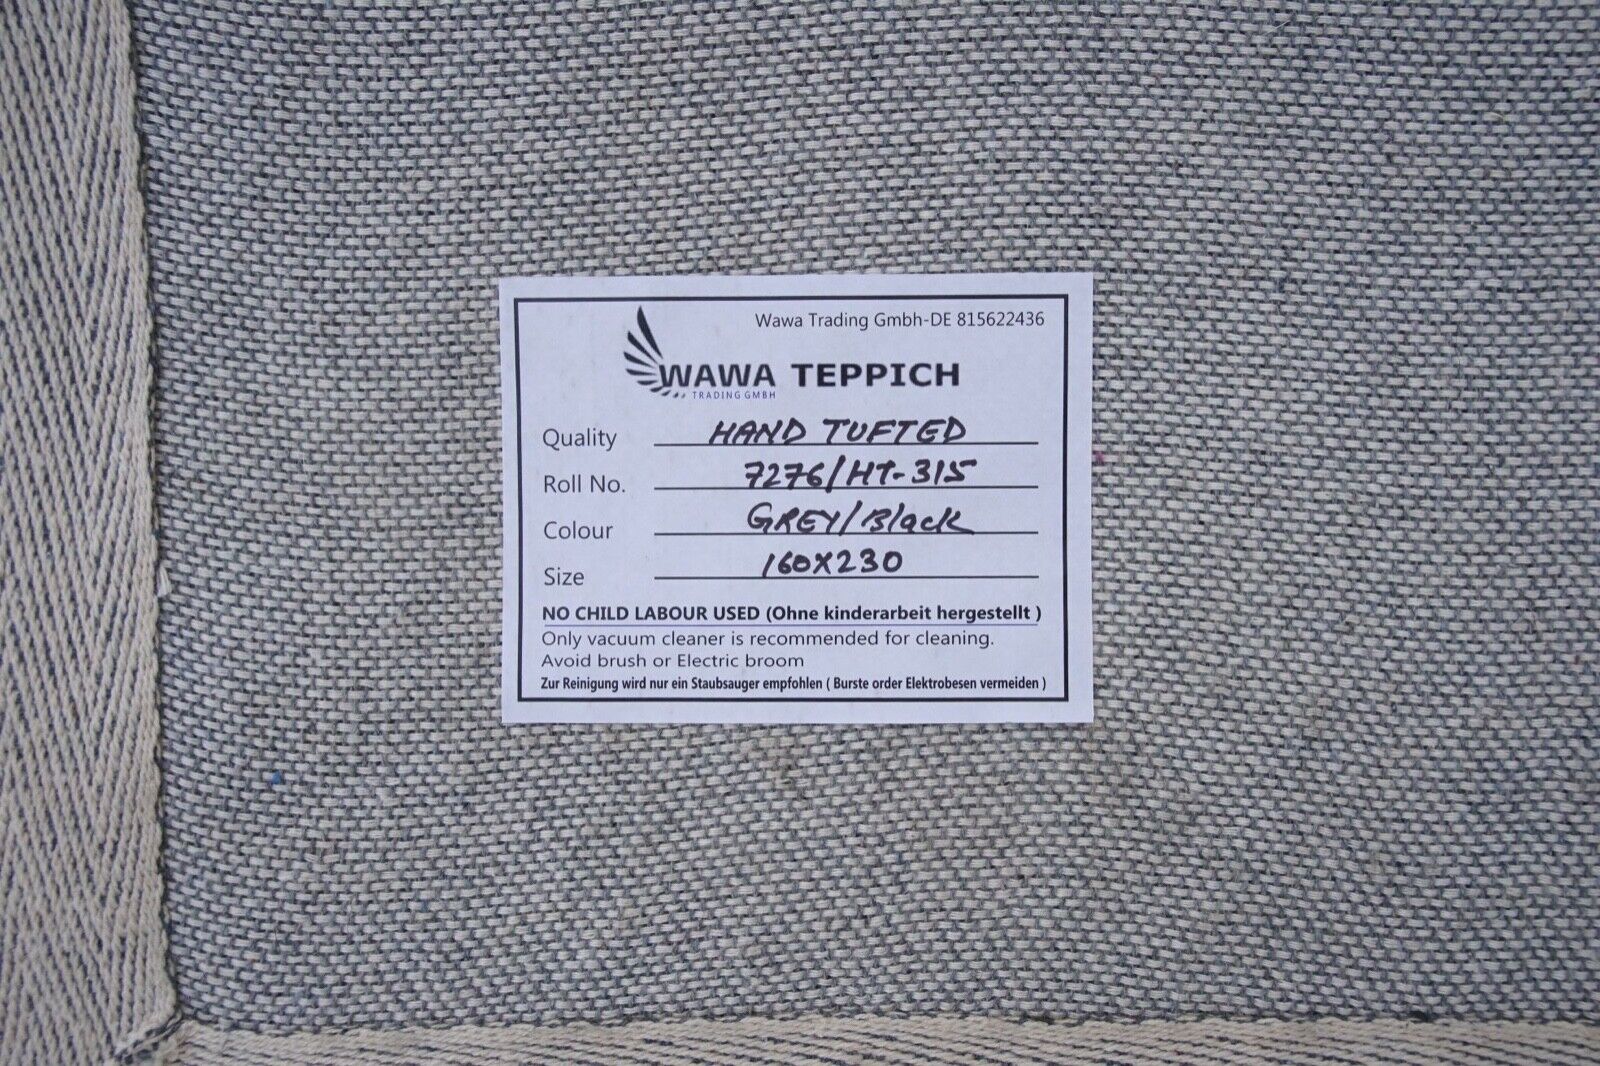 Wawa Trading Gmbh-DE 815622436
WAWA TEPPICH
TRADING GMBH
Quality HAND TUFTED
Roll No. 7276/HT-315
Colour GREY/Black
Size 160X230
NO CHILD LABOUR USED (Ohne kinderarbeit hergestellt )
Only vacuum cleaner is recommended for cleaning.
Avoid brush or Electric broom
Zur Reinigung wird nur ein Staubsauger empfohlen ( Burste order Elektrobesen vermeiden )